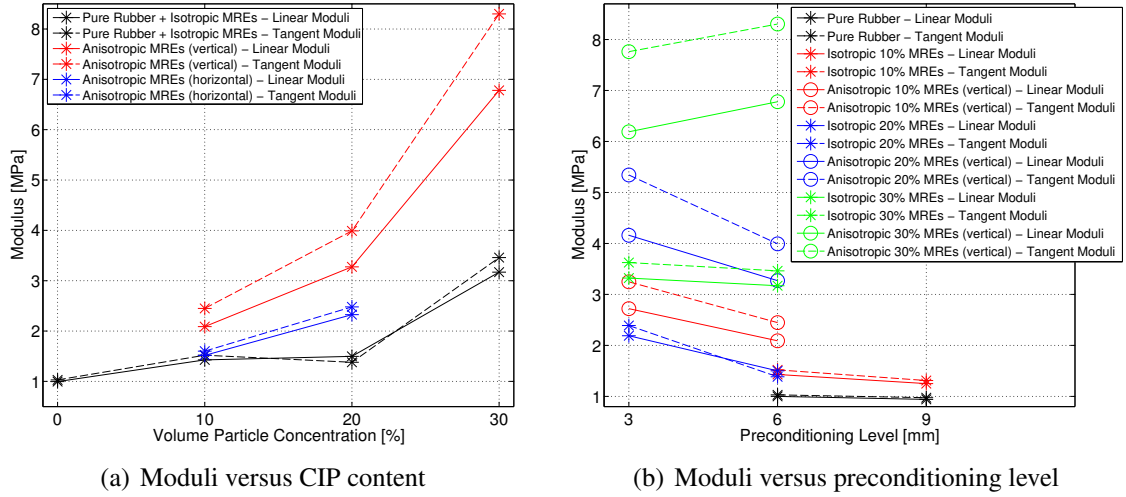 Pure Rubber + Isotropic MREs – Linear Moduli
Pure Rubber + Isotropic MREs – Tangent Moduli
Anisotropic MREs (vertical) – Linear Moduli
Anisotropic MREs (vertical) – Tangent Moduli
Anisotropic MREs (horizontal) – Linear Moduli
Anisotropic MREs (horizontal) – Tangent Moduli
8
7
6
5
4
3
2
1
Modulus [MPa]
0
10
20
30
Volume Particle Concentration [%]
(a) Moduli versus CIP content
Pure Rubber – Linear Moduli
Pure Rubber – Tangent Moduli
Isotropic 10% MREs – Linear Moduli
Isotropic 10% MREs – Tangent Moduli
Anisotropic 10% MREs (vertical) – Linear Moduli
Anisotropic 10% MREs (vertical) – Tangent Moduli
Isotropic 20% MREs – Linear Moduli
Isotropic 20% MREs – Tangent Moduli
Anisotropic 20% MREs (vertical) – Linear Moduli
Anisotropic 20% MREs (vertical) – Tangent Moduli
Isotropic 30% MREs – Linear Moduli
Isotropic 30% MREs – Tangent Moduli
Anisotropic 30% MREs (vertical) – Linear Moduli
Anisotropic 30% MREs (vertical) – Tangent Moduli
8
7
6
5
4
3
2
1
Modulus [MPa]
3
6
9
Preconditioning Level [mm]
(b) Moduli versus preconditioning level